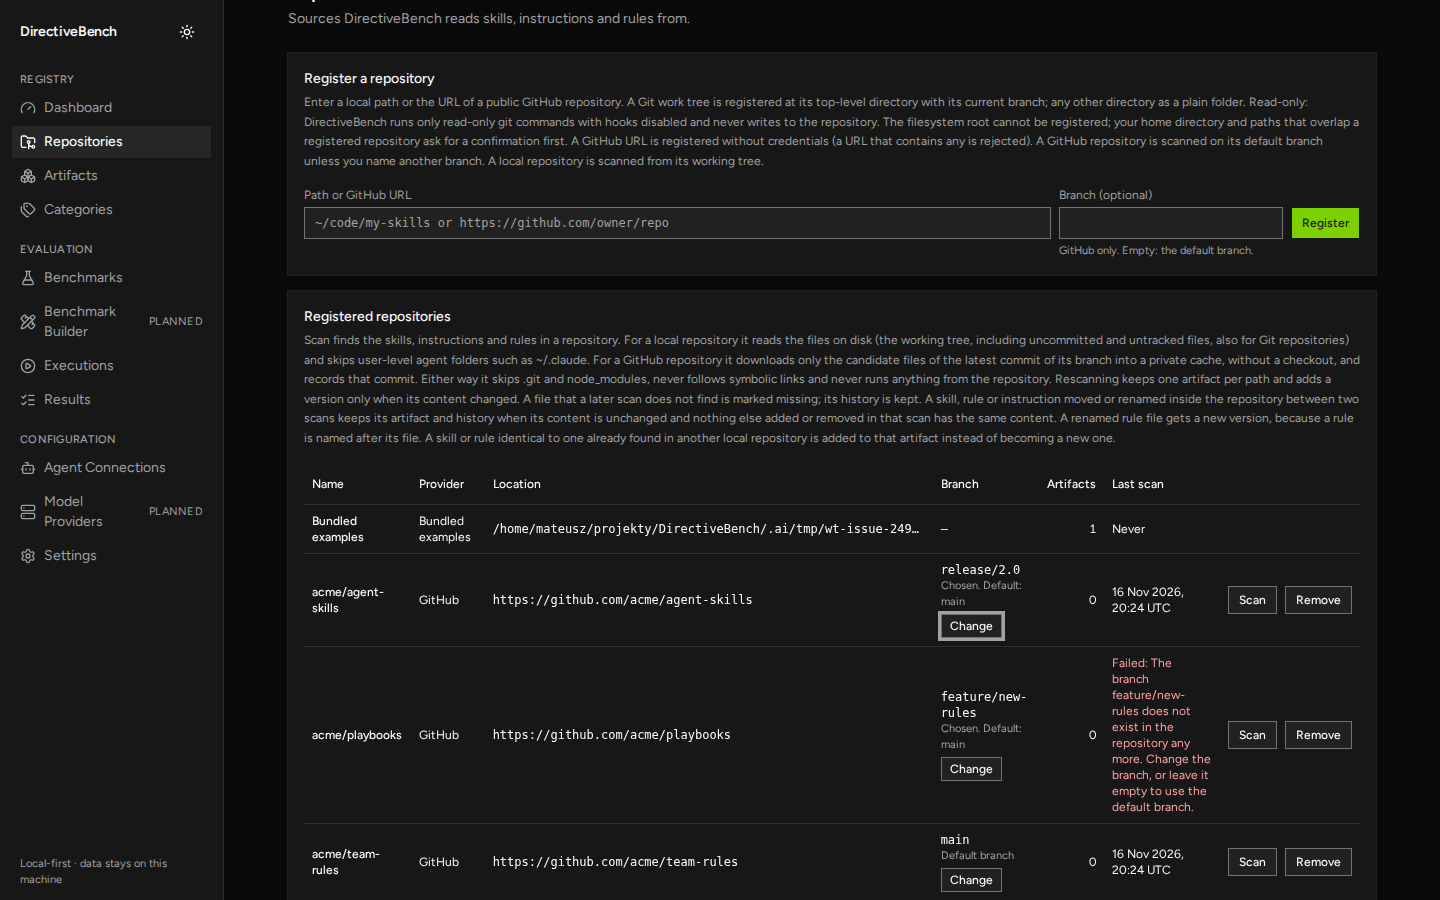 DirectiveBench
REGISTRY
Dashboard
Repositories
Artifacts
Categories
EVALUATION
Benchmarks
Benchmark
Builder
PLANNED
Executions
Results
CONFIGURATION
Agent Connections
Model
Providers
PLANNED
Settings
Local-first · data stays on this
machine
Sources DirectiveBench reads skills, instructions and rules from.
Register a repository
Enter a local path or the URL of a public GitHub repository. A Git work tree is registered at its top-level directory with its current branch; any other directory as a plain folder. Read-only:
DirectiveBench runs only read-only git commands with hooks disabled and never writes to the repository. The filesystem root cannot be registered; your home directory and paths that overlap a
registered repository ask for a confirmation first. A GitHub URL is registered without credentials (a URL that contains any is rejected). A GitHub repository is scanned on its default branch
unless you name another branch. A local repository is scanned from its working tree.
Path or GitHub URL
Branch (optional)
~/code/my-skills or https://github.com/owner/repo
Register
GitHub only. Empty: the default branch.
Registered repositories
Scan finds the skills, instructions and rules in a repository. For a local repository it reads the files on disk (the working tree, including uncommitted and untracked files, also for Git repositories)
and skips user-level agent folders such as ~/.claude. For a GitHub repository it downloads only the candidate files of the latest commit of its branch into a private cache, without a checkout, and
records that commit. Either way it skips .git and node_modules, never follows symbolic links and never runs anything from the repository. Rescanning keeps one artifact per path and adds a
version only when its content changed. A file that a later scan does not find is marked missing; its history is kept. A skill, rule or instruction moved or renamed inside the repository between two
scans keeps its artifact and history when its content is unchanged and nothing else added or removed in that scan has the same content. A renamed rule file gets a new version, because a rule
is named after its file. A skill or rule identical to one already found in another local repository is added to that artifact instead of becoming a new one.
Name Provider Location Branch Artifacts Last scan
Bundled
examples
Bundled
examples
/home/mateusz/projekty/DirectiveBench/.ai/tmp/wt-issue-249…
—
1
Never
acme/agent-
skills
GitHub
https://github.com/acme/agent-skills
release/2.0
Chosen. Default:
main
Change
0
16 Nov 2026,
20:24 UTC
Scan
Remove
acme/playbooks
GitHub
https://github.com/acme/playbooks
feature/new-
rules
Chosen. Default:
main
Change
0
Failed: The
branch
feature/new-
rules does not
exist in the
repository any
more. Change the
branch, or leave it
empty to use the
default branch.
Scan
Remove
acme/team-
rules
GitHub
https://github.com/acme/team-rules
main
Default branch
Change
0
16 Nov 2026,
20:24 UTC
Scan
Remove